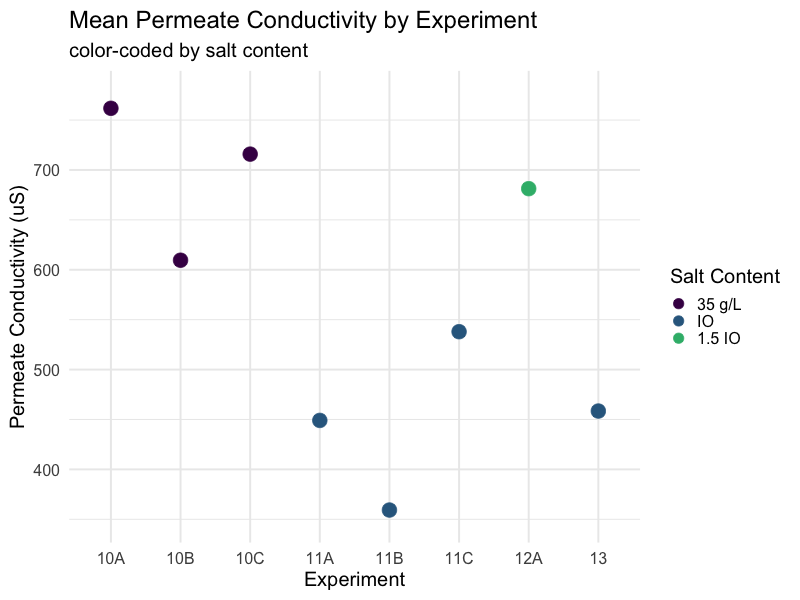 Mean Permeate Conductivity by Experiment
color-coded by salt content
Permeate Conductivity (uS)
700
600
500
400
10A 10B 10C 11A 11B 11C 12A 13
Experiment
Salt Content
35 g/L
IO
1.5 IO